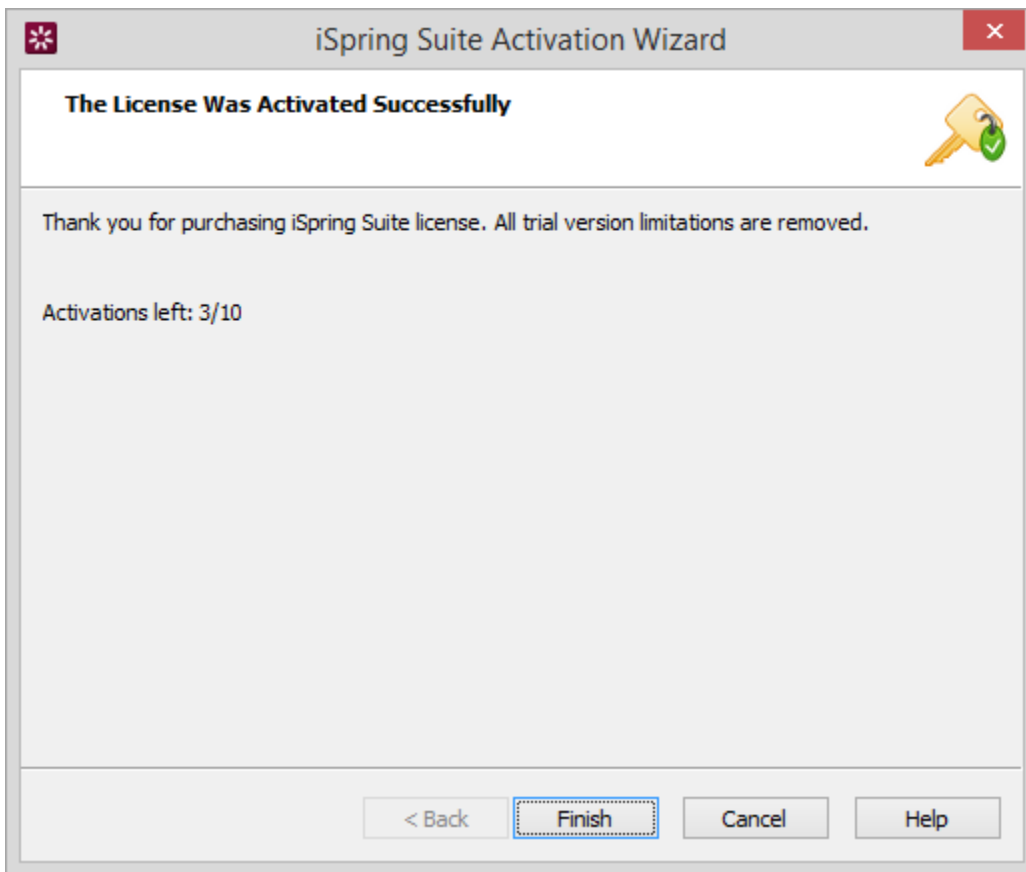 iSpring Suite Activation Wizard
The License Was Activated Successfully
Thank you for purchasing iSpring Suite license. All trial version limitations are removed.
Activations left: 3/10
< Back Finish Cancel Help